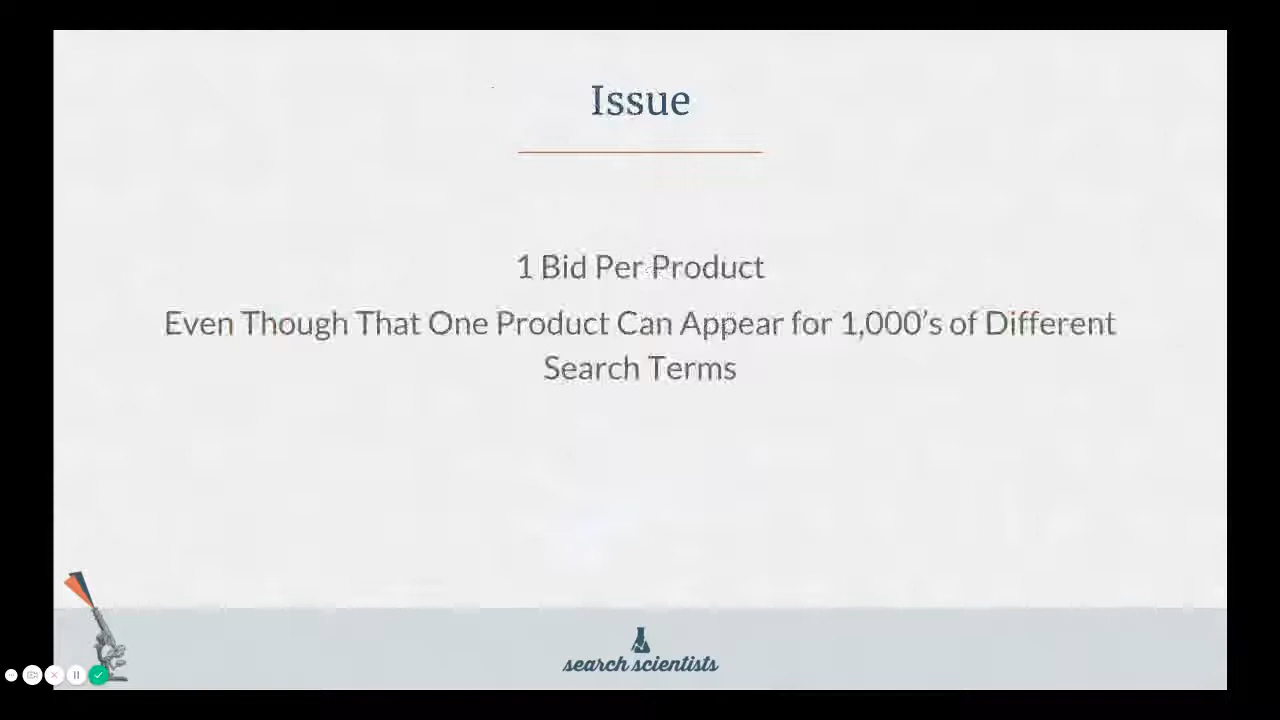 Issue
1 Bid Per Product
Even Though That One Product Can Appear for 1,000's of Different
Search Terms
search scientists